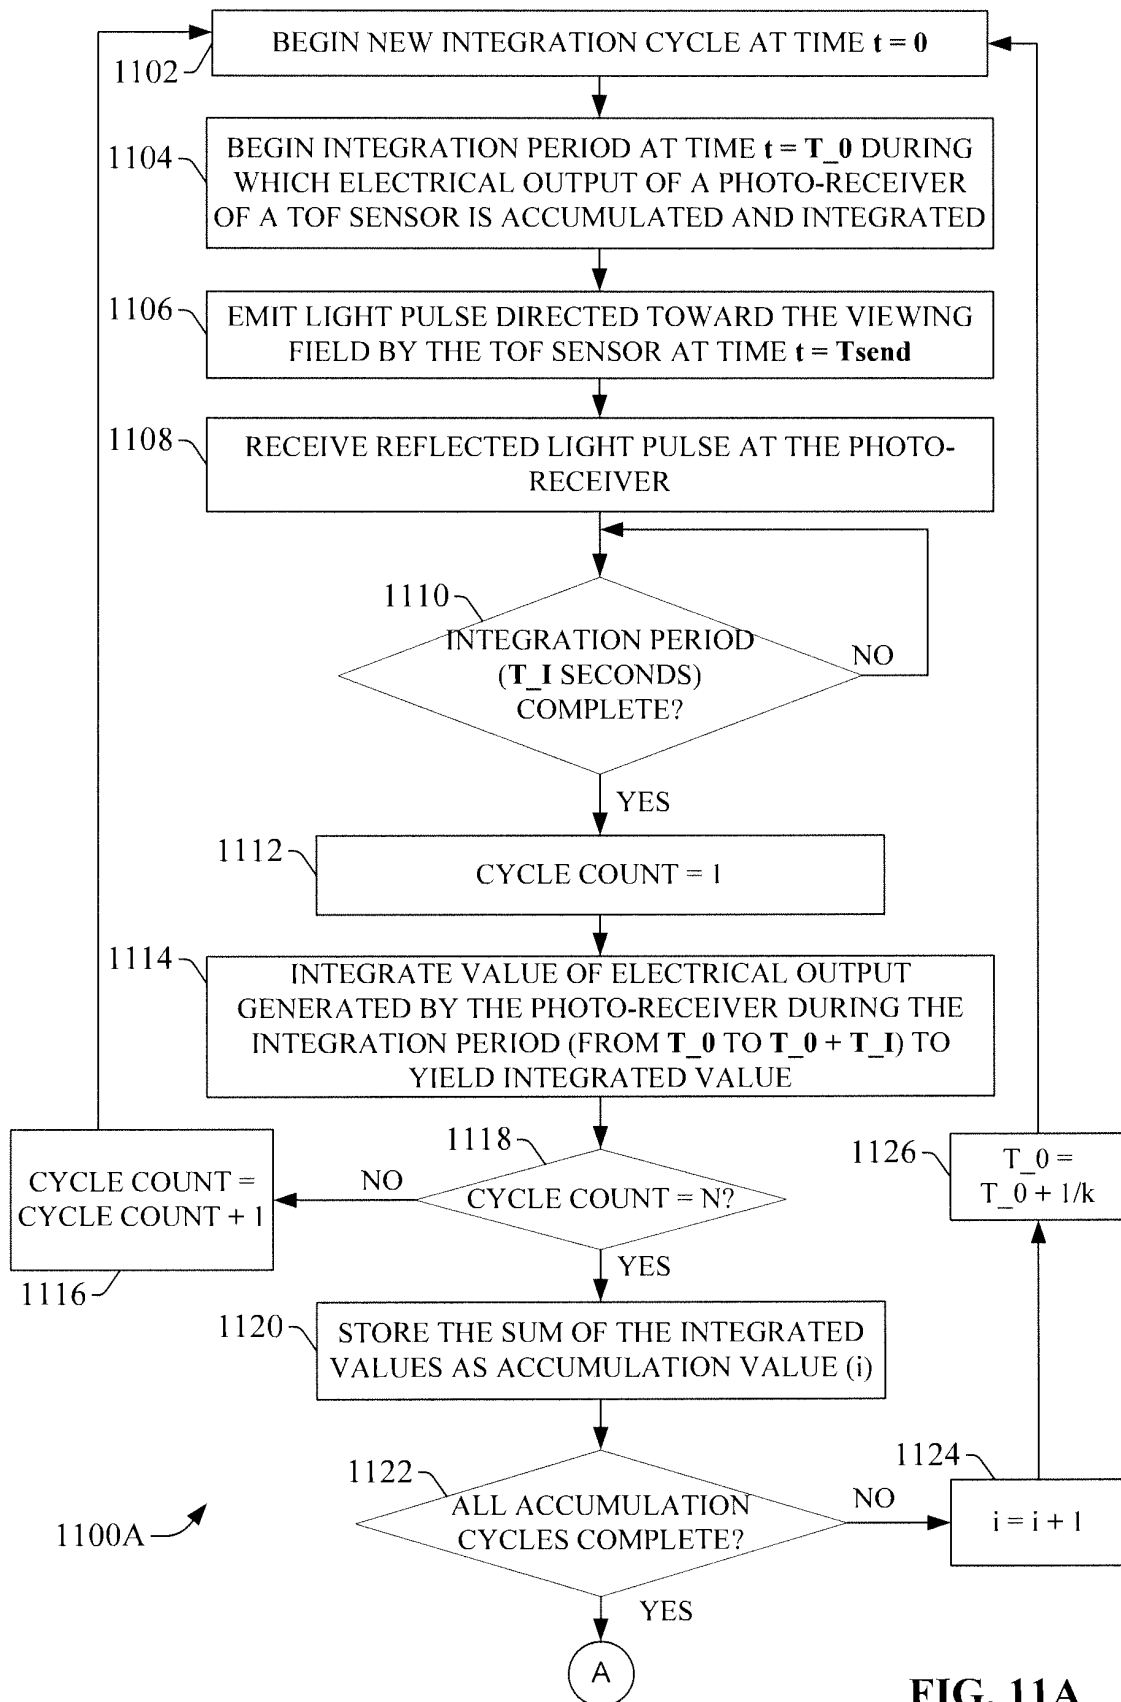 BEGIN NEW INTEGRATION CYCLE AT TIME t = 0
1102
1104
BEGIN INTEGRATION PERIOD AT TIME t = T_0 DURING
WHICH ELECTRICAL OUTPUT OF A PHOTO-RECEIVER
OF A TOF SENSOR IS ACCUMULATED AND INTEGRATED
1106
EMIT LIGHT PULSE DIRECTED TOWARD THE VIEWING
FIELD BY THE TOF SENSOR AT TIME t = Tsend
1108
RECEIVE REFLECTED LIGHT PULSE AT THE PHOTO-
RECEIVER
1110
INTEGRATION PERIOD
(T_I SECONDS)
COMPLETE?
NO
YES
1112
CYCLE COUNT = 1
1114
INTEGRATE VALUE OF ELECTRICAL OUTPUT
GENERATED BY THE PHOTO-RECEIVER DURING THE
INTEGRATION PERIOD (FROM T_0 TO T_0 + T_I) TO
YIELD INTEGRATED VALUE
1118
CYCLE COUNT = N?
NO
CYCLE COUNT =
CYCLE COUNT + 1
1116
1126
T_0 =
T_0 + 1/k
YES
1120
STORE THE SUM OF THE INTEGRATED
VALUES AS ACCUMULATION VALUE (i)
1122
ALL ACCUMULATION
CYCLES COMPLETE?
NO
1124
i = i + 1
1100A
YES
A
FIG. 11A